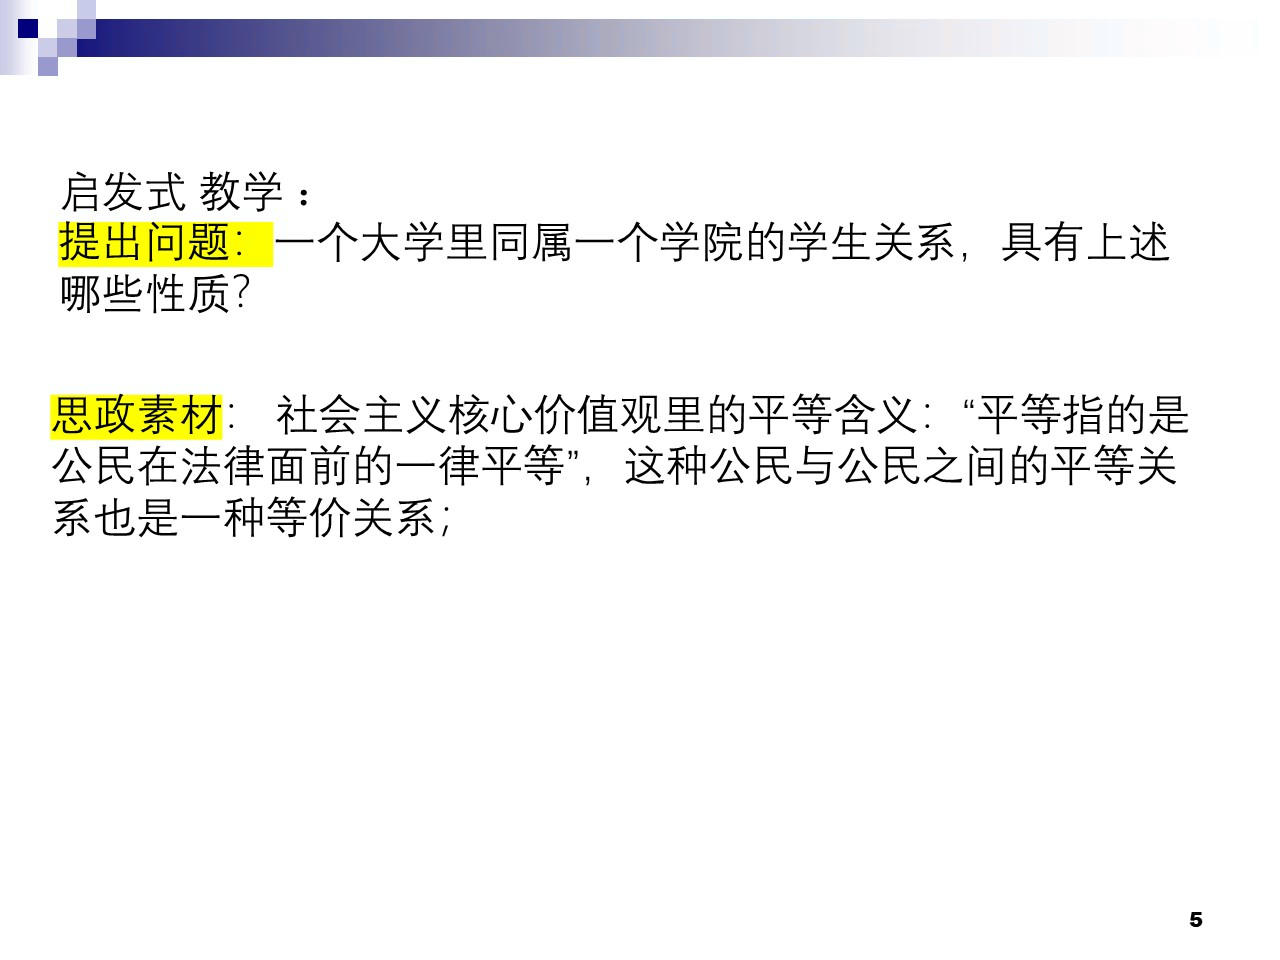 启发式 教学：
提出问题：一个大学里同属一个学院的学生关系，具有上述
哪些性质？
思政素材： 社会主义核心价值观里的平等含义：“平等指的是
公民在法律面前的一律平等”，这种公民与公民之间的平等关
系也是一种等价关系；
5